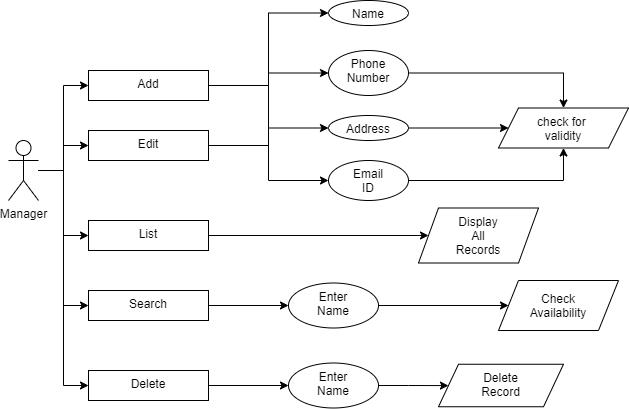 Name
Phone
Number
Add
check for
validity
Address
Edit
Email
ID
Manager
List
Display
All
Records
Search
Enter
Name
Check
Availability
Delete
Enter
Name
Delete
Record